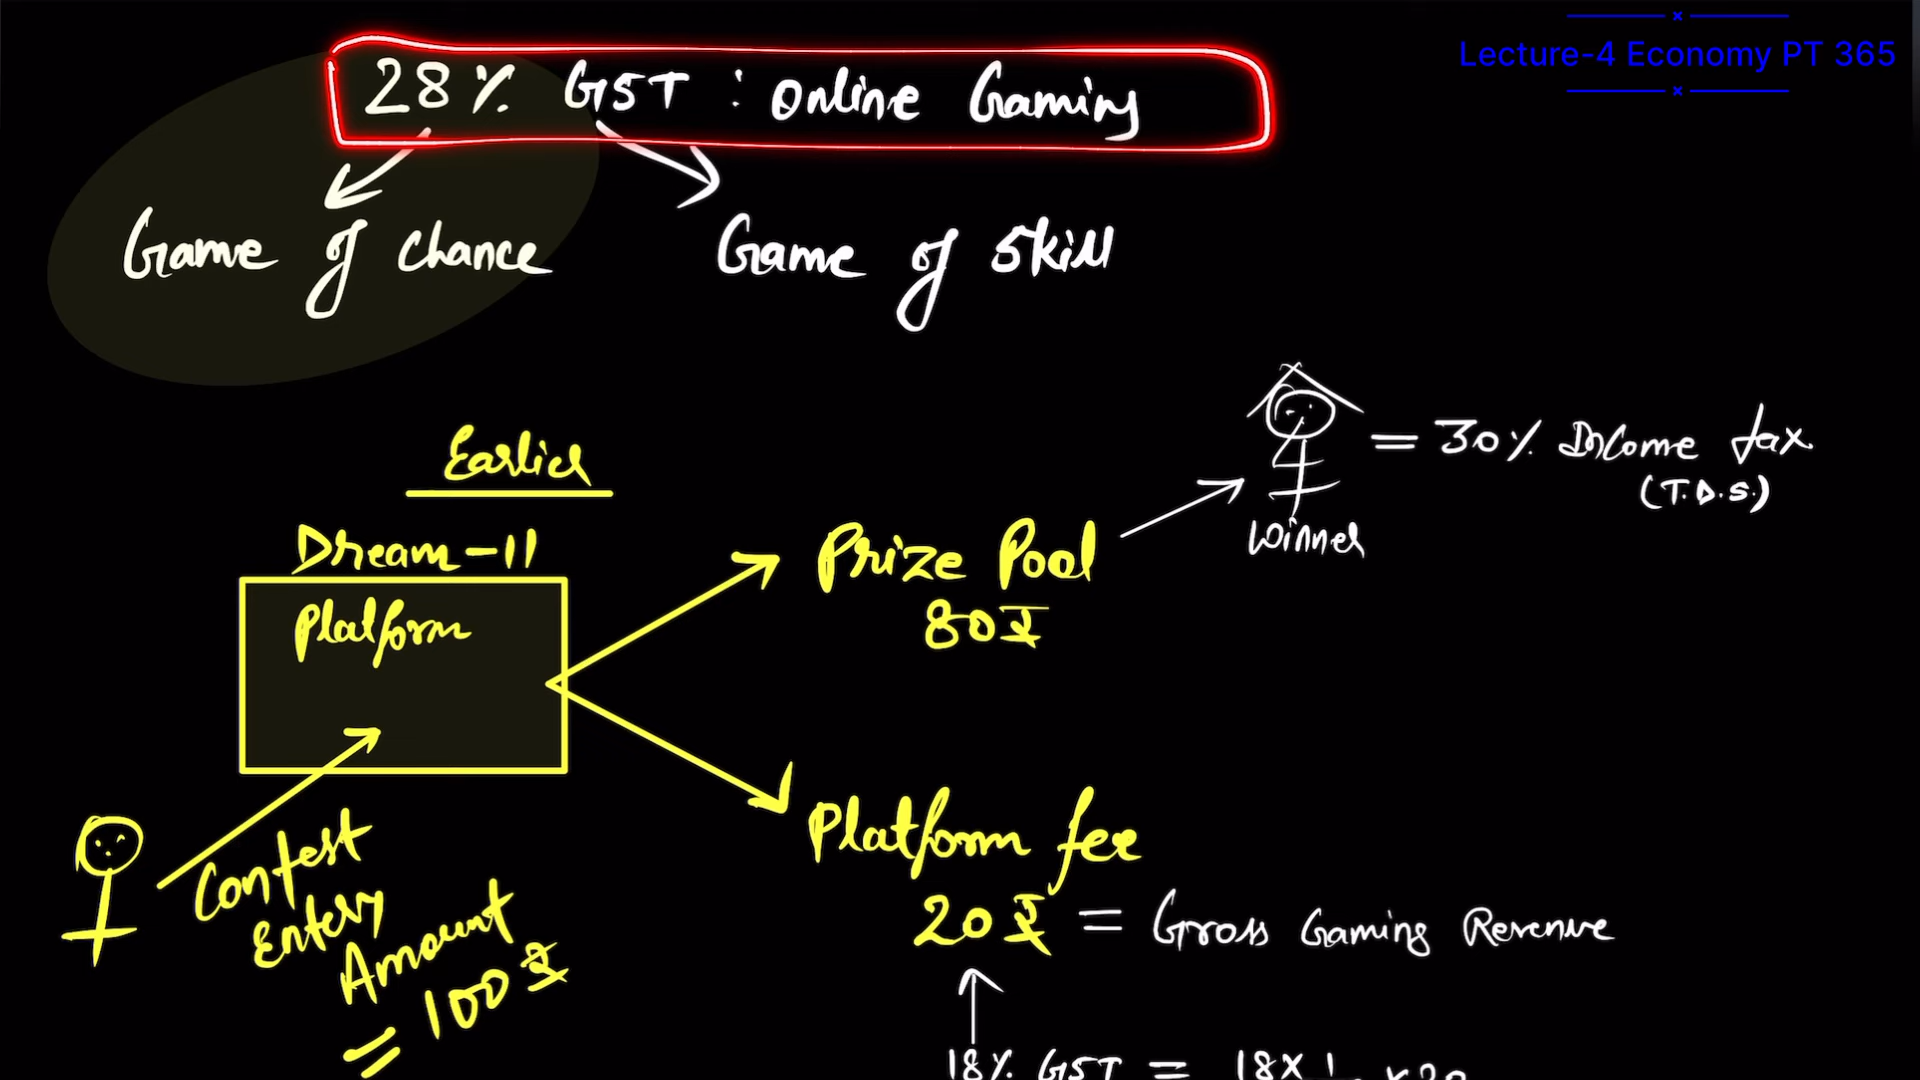 Lecture-4 Economy PT 365
28% GST : Online Gaming
Game of chance
Game of Skill
Earlier
Dream-11
Platform
Contest
Entry
Amount
= 100₹
Prize Pool
80₹
Winner
= 30% Income tax
(T.D.S.)
Platform fee
20₹ = Gross Gaming Revenue
18% GST =